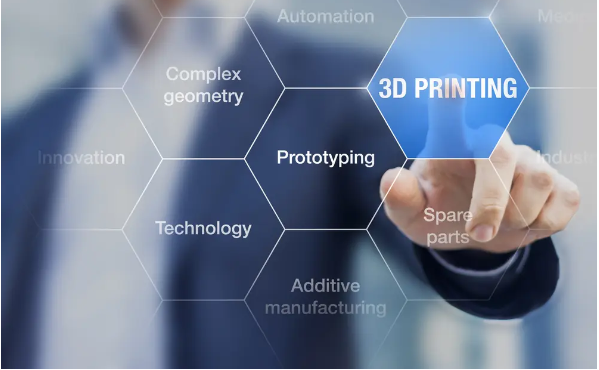 Automation
Complex
geometry
3D PRINTING
Innovation
Prototyping
Technology
Spare
parts
Additive
manufacturing